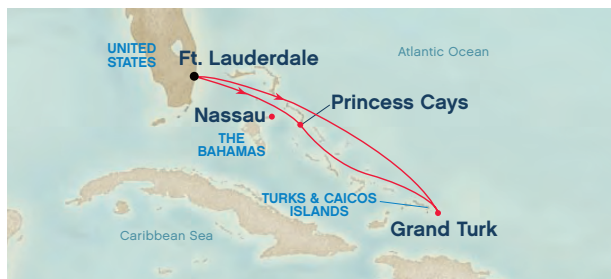 UNITED
STATES
Ft. Lauderdale
Atlantic Ocean
Princess Cays
Nassau
THE
BAHAMAS
TURKS & CAICOS
ISLANDS
Grand Turk
Caribbean Sea